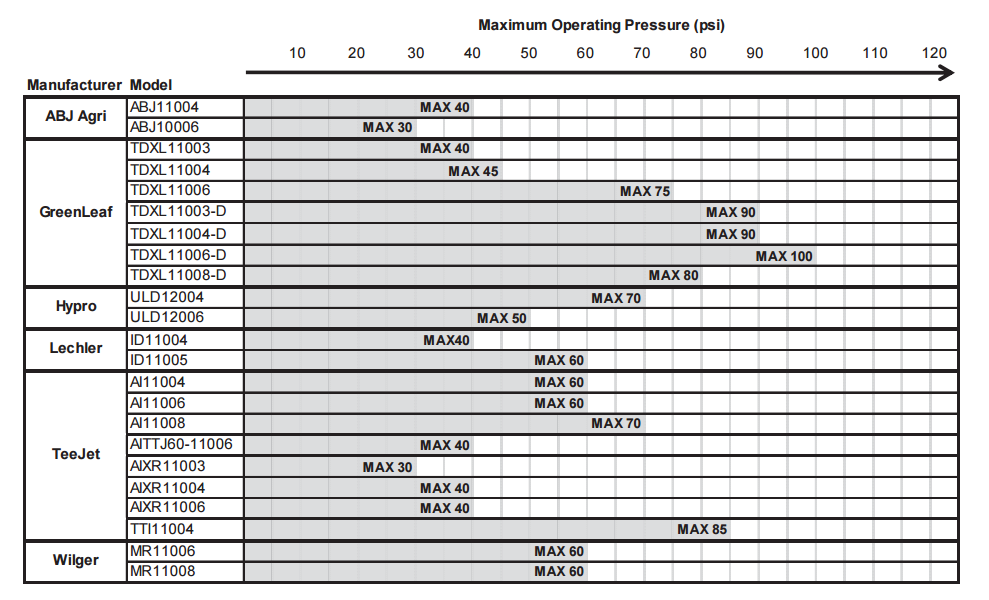 Maximum Operating Pressure (psi)
10 20 30 40 50 60 70 80 90 100 110 120
Manufacturer Model
ABJ Agri
ABJ11004 MAX 40
ABJ10006 MAX 30
GreenLeaf
TDXL11003 MAX 40
TDXL11004 MAX 45
TDXL11006 MAX 75
TDXL11003-D MAX 90
TDXL11004-D MAX 90
TDXL11006-D MAX 100
TDXL11008-D MAX 80
Hypro
ULD12004 MAX 70
ULD12006 MAX 50
Lechler
ID11004 MAX40
ID11005 MAX 60
TeeJet
AI11004 MAX 60
AI11006 MAX 60
AI11008 MAX 70
AITTJ60-11006 MAX 40
AIXR11003 MAX 30
AIXR11004 MAX 40
AIXR11006 MAX 40
TTI11004 MAX 85
Wilger
MR11006 MAX 60
MR11008 MAX 60